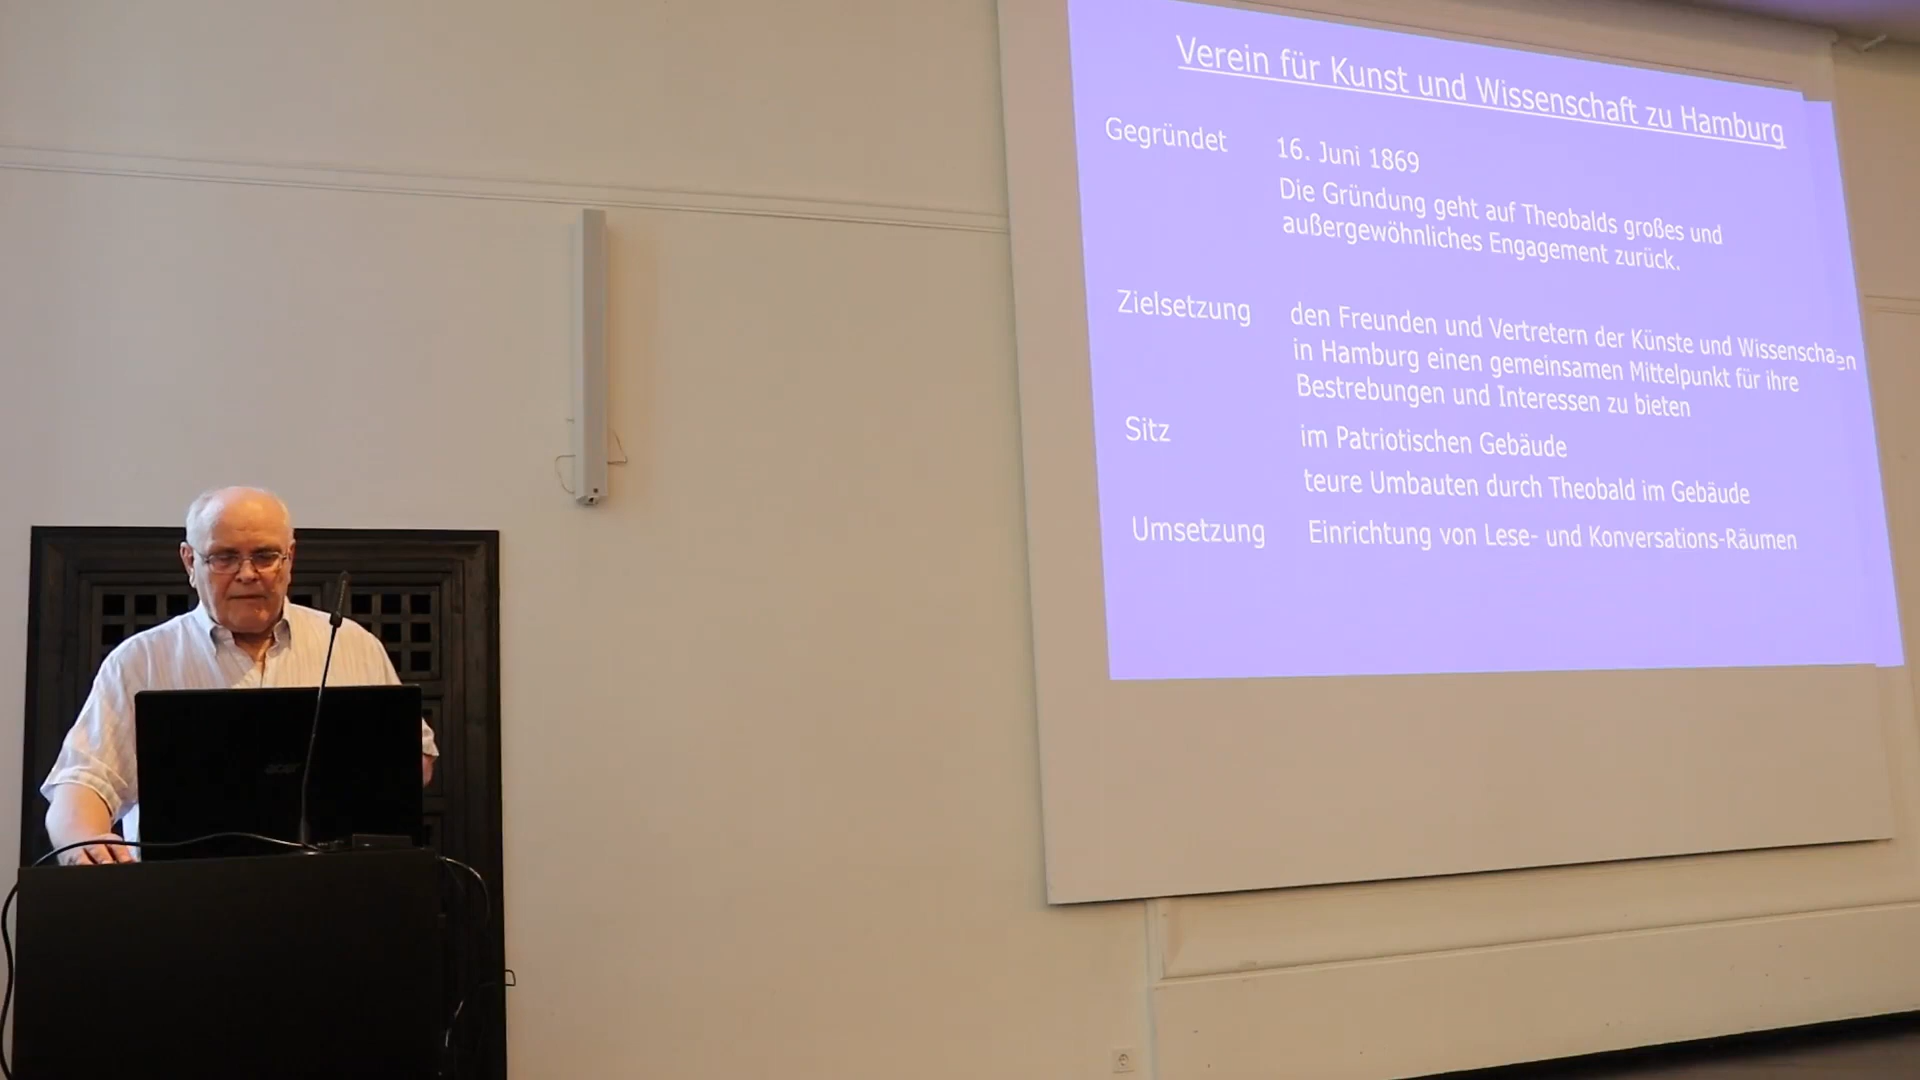 Verein für Kunst und Wissenschaft zu Hamburg
Gegründet 16. Juni 1869
Die Gründung geht auf Theobalds großes und
außergewöhnliches Engagement zurück.
Zielsetzung den Freunden und Vertretern der Künste und
in Hamburg einen gemeinsamen Mittelpunkt für ihre
Bestrebungen und Interessen zu bieten
Sitz im Patriotischen Gebäude
teure Umbauten durch Theobald im Gebäude
Umsetzung Einrichtung von Lese- und Konversations-Räumen
acer